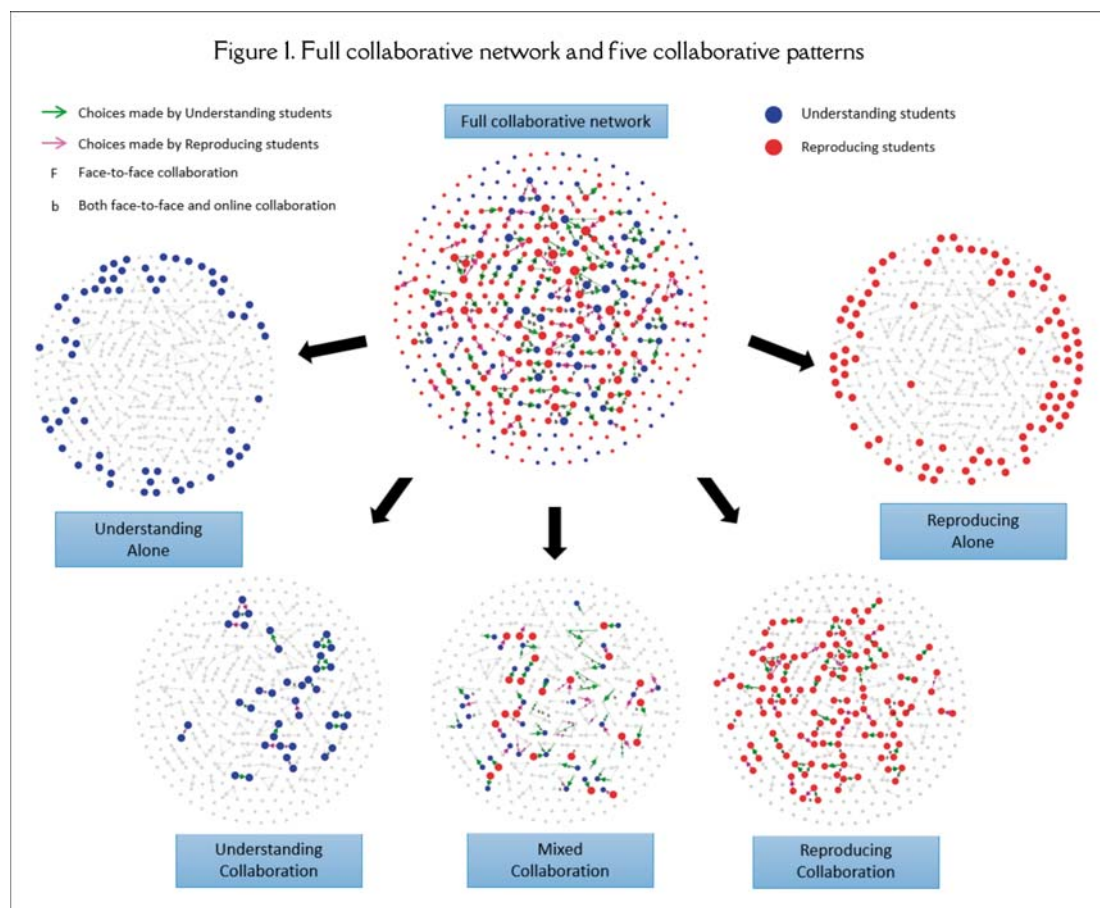 Figure 1. Full collaborative network and five collaborative patterns
Choices made by Understanding students
Choices made by Reproducing students
F Face-to-face collaboration
b Both face-to-face and online collaboration
Full collaborative network
Understanding students
Reproducing students
Understanding
Alone
Reproducing
Alone
Understanding
Collaboration
Mixed
Collaboration
Reproducing
Collaboration